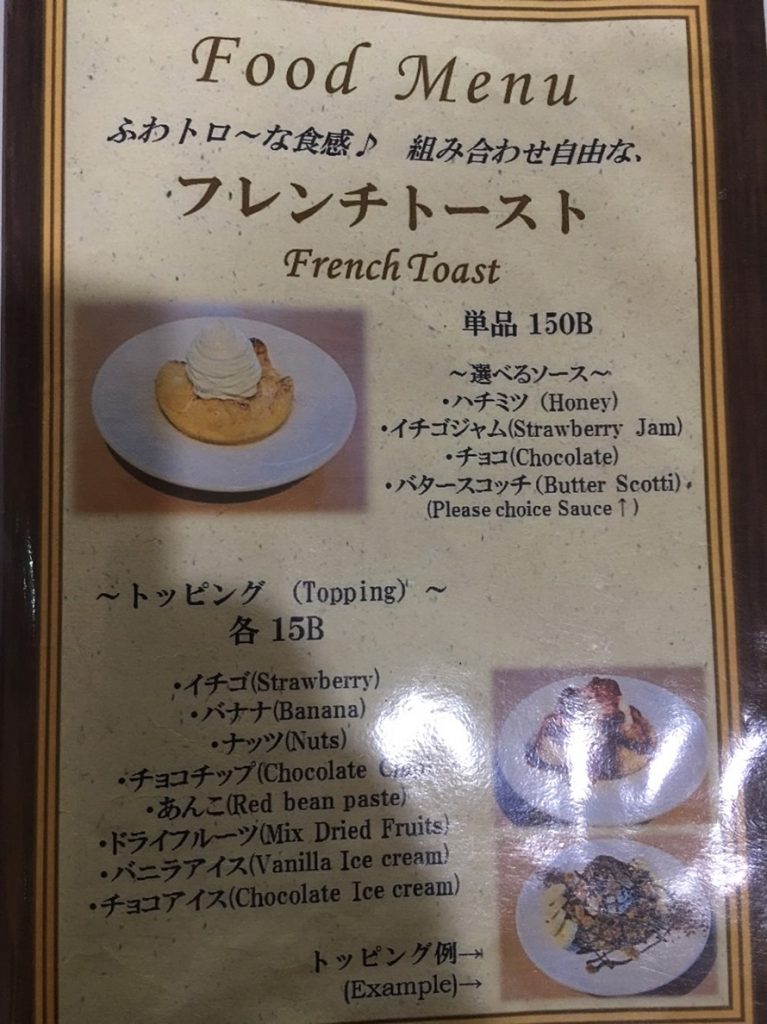 Food Menu
ふわトロ～な食感♪ 組み合わせ自由な、
フレンチトースト
French Toast
単品 150B
～選べるソース～
・ハチミツ (Honey)
・イチゴジャム(Strawberry Jam)
・チョコ(Chocolate)
・バタースコッチ(Butter Scotti)・
(Please choice Sauce↑)
～トッピング (Topping) ～
各 15B
・イチゴ(Strawberry)
・バナナ(Banana)
・ナッツ(Nuts)
・チョコチップ(Chocolate
・あんこ(Red bean paste)
・ドライフルーツ(Mix Dried Fruits)
・バニラアイス(Vanilla Ice cream)
・チョコアイス(Chocolate Ice cream)
トッピング例→
(Example)→